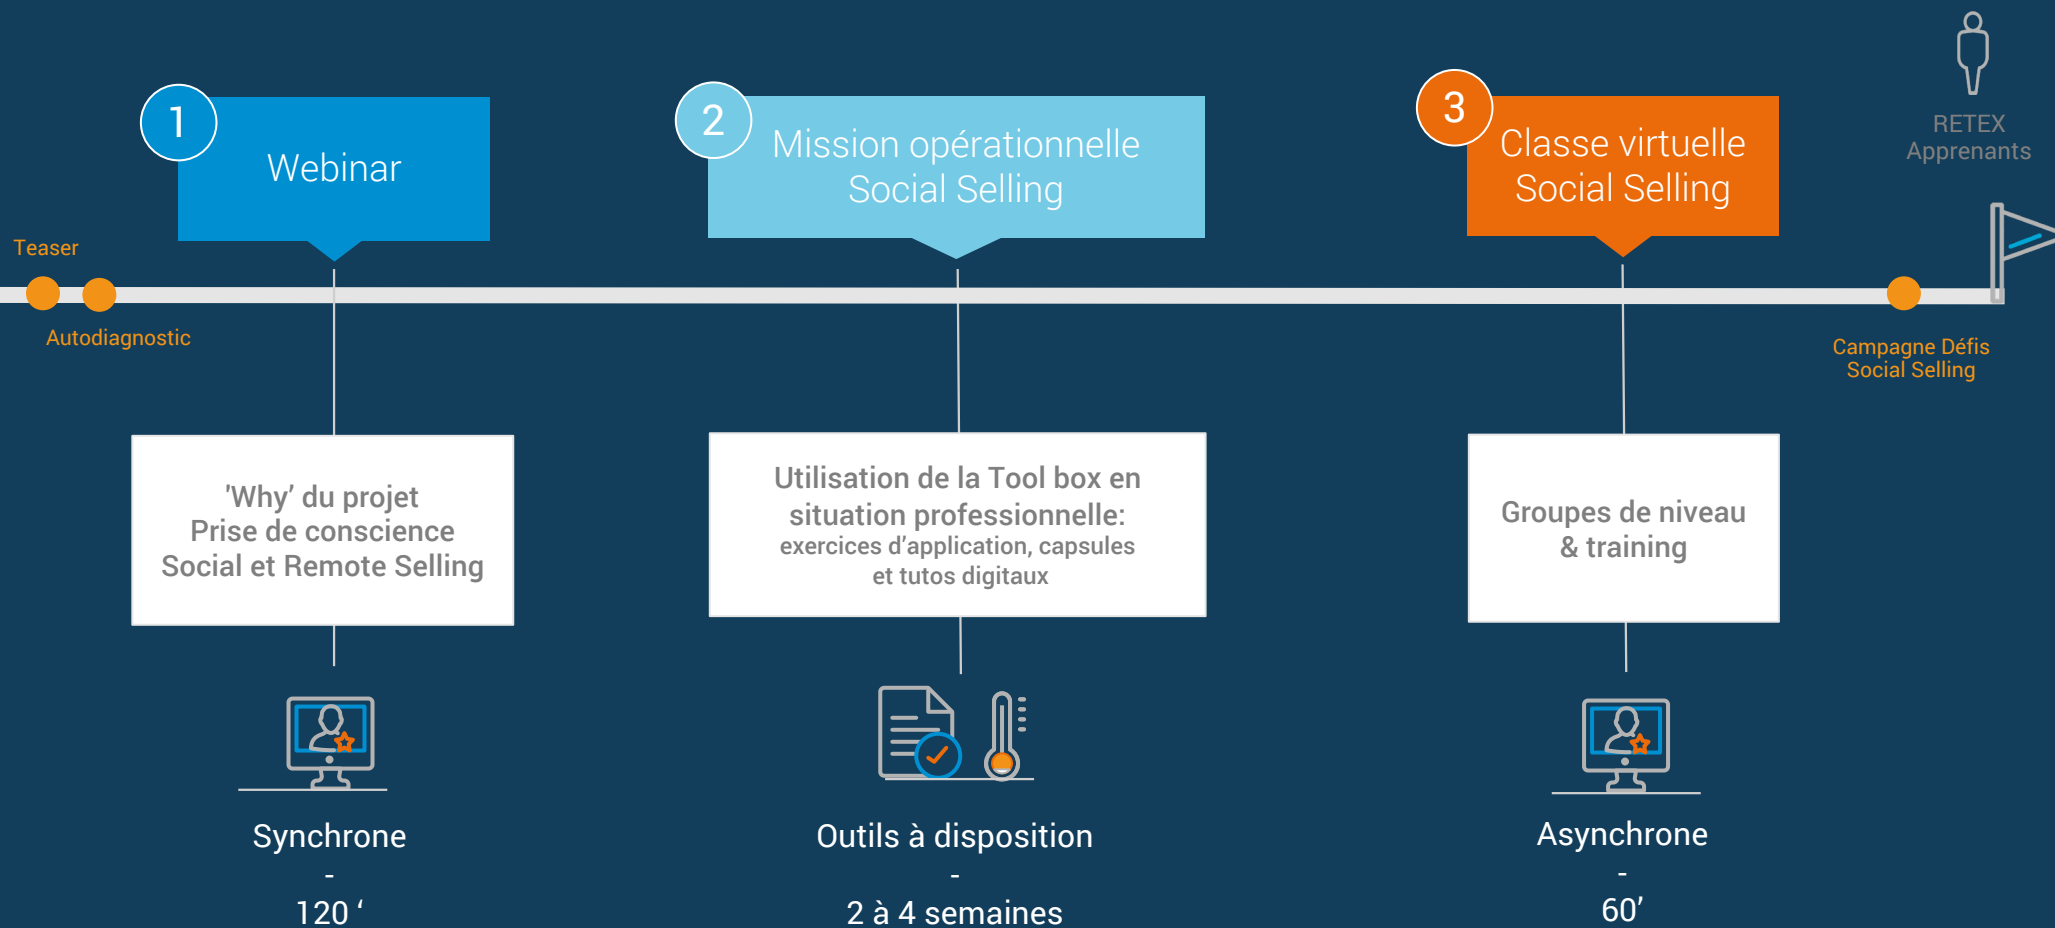 1
Webinar
2
Mission opérationnelle
Social Selling
3
Classe virtuelle
Social Selling
RETEX
Apprenants
Teaser
Autodiagnostic
Campagne Défis
Social Selling
'Why’ du projet
Prise de conscience
Social et Remote Selling
Utilisation de la Tool box en
situation professionnelle:
exercices d’application, capsules
et tutos digitaux
Groupes de niveau
& training
Synchrone
-
120 ‘
Outils à disposition
-
2 à 4 semaines
Asynchrone
-
60’